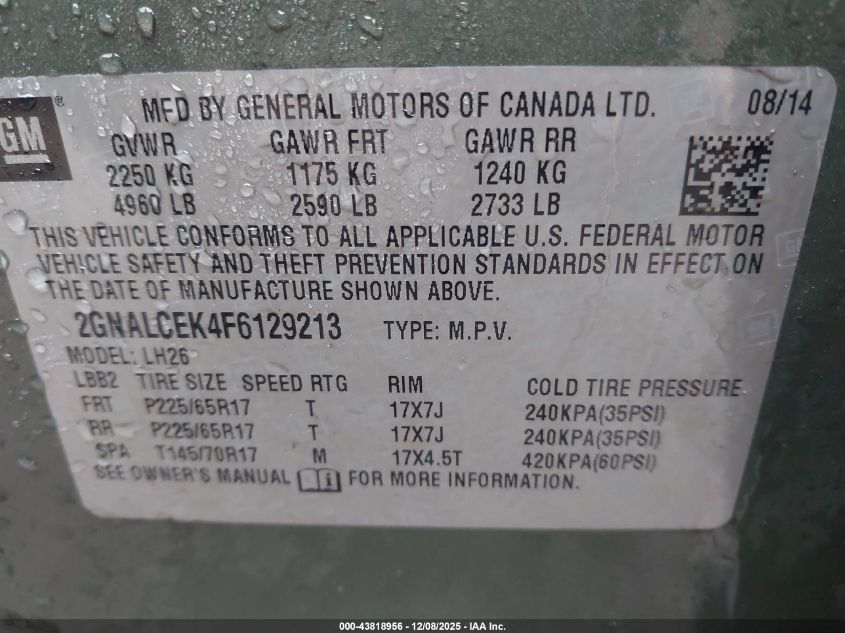 GM ® MFD BY GENERAL MOTORS OF CANADA LTD. 08/14
GVWR GAWR FRT GAWR RR
2250 KG 1175 KG 1240 KG
4960 LB 2590 LB 2733 LB
THIS VEHICLE CONFORMS TO ALL APPLICABLE U.S. FEDERAL MOTOR
VEHICLE SAFETY AND THEFT PREVENTION STANDARDS IN EFFECT ON
THE DATE OF MANUFACTURE SHOWN ABOVE.
2GNALCEK4F6129213 TYPE: M.P.V.
MODEL: LH26
LBB2 TIRE SIZE SPEED RTG RIM COLD TIRE PRESSURE
FRT P225/65R17 T 17X7J 240KPA(35PSI)
RR P225/65R17 T 17X7J 240KPA(35PSI)
SPA T145/70R17 M 17X4.5T 420KPA(60PSI)
SEE OWNER'S MANUAL FOR MORE INFORMATION.
000-43818956 - 12/08/2025 - IAA Inc.